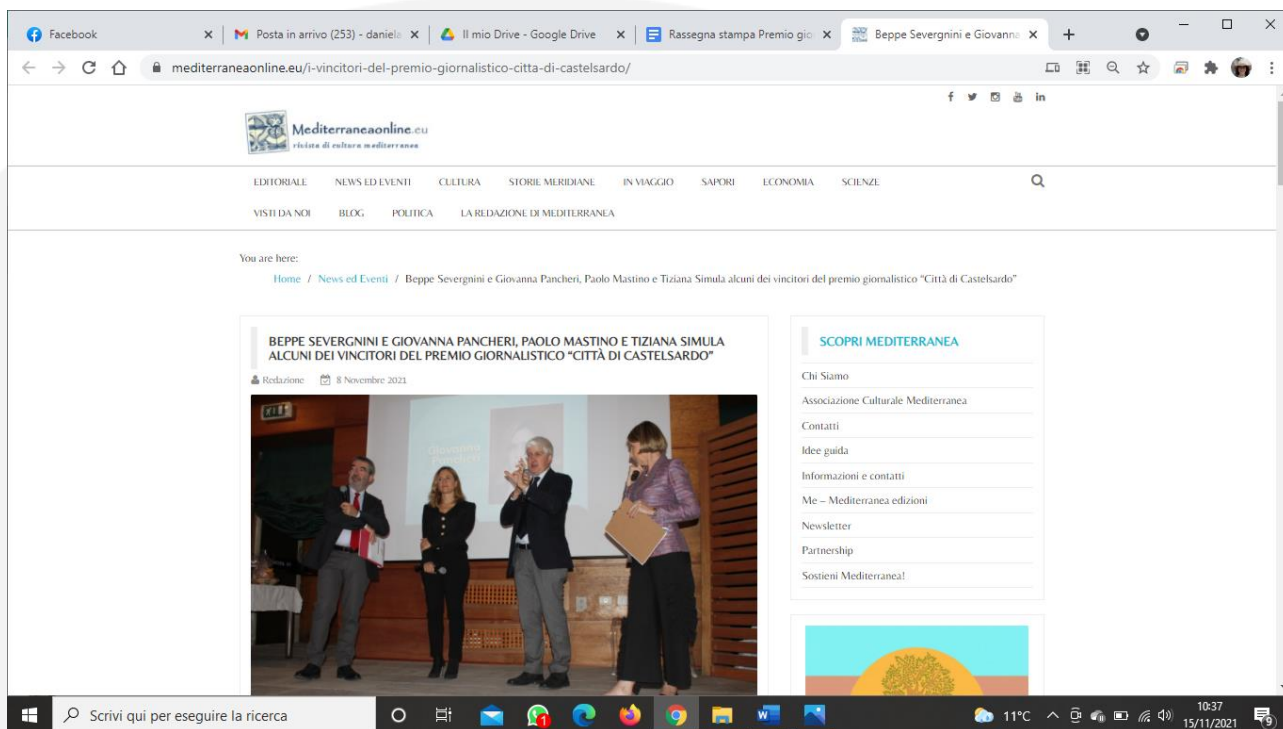 Facebook
Posta in arrivo (253) - daniela
Il mio Drive - Google Drive
Rassegna stampa Premio gio
Beppe Severgnini e Giovanna
mediterraneaonline.eu/i-vincitori-del-premio-giornalistico-citta-di-castelsardo/
Mediterraneaonline.eu
rivista di cultura mediterranea
EDITORIALE NEWS ED EVENTI CULTURA STORIE MERIDIANE IN VIAGGIO SAPORI ECONOMIA SCIENZE
VISTI DA NOI BLOG POLITICA LA REDAZIONE DI MEDITERRANEA
You are here:
Home / News ed Eventi / Beppe Severgnini e Giovanna Pancheri, Paolo Mastino e Tiziana Simula alcuni dei vincitori del premio giornalistico “Città di Castelsardo”
BEPPE SEVERGNINI E GIOVANNA PANCHERI, PAOLO MASTINO E TIZIANA SIMULA
ALCUNI DEI VINCITORI DEL PREMIO GIORNALISTICO “CITTÀ DI CASTELSARDO”
Redazione 8 Novembre 2021
Giovanna
Pancheri
SCOPRI MEDITERRANEA
Chi Siamo
Associazione Culturale Mediterranea
Contatti
Idee guida
Informazioni e contatti
Me – Mediterranea edizioni
Newsletter
Partnership
Sostieni Mediterranea!
Scrivi qui per eseguire la ricerca
11°C
10:37
15/11/2021